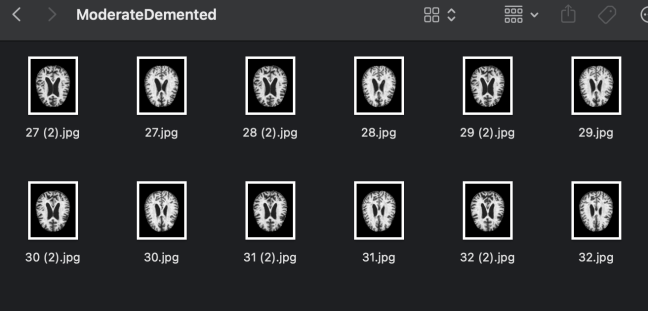 ModerateDemented
27 (2).jpg 27.jpg 28 (2).jpg 28.jpg 29 (2).jpg 29.jpg
30 (2).jpg 30.jpg 31 (2).jpg 31.jpg 32 (2).jpg 32.jpg